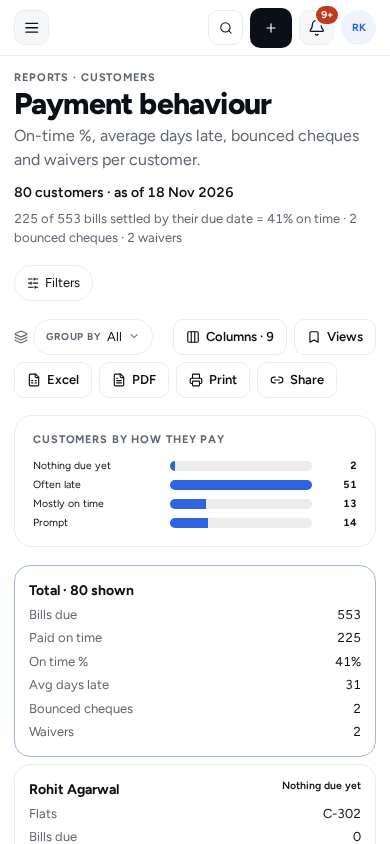 9+
RK
REPORTS · CUSTOMERS
Payment behaviour
On-time %, average days late, bounced cheques
and waivers per customer.
80 customers · as of 18 Nov 2026
225 of 553 bills settled by their due date = 41% on time · 2
bounced cheques · 2 waivers
Filters
GROUP BY All
Columns · 9
Views
Excel
PDF
Print
Share
CUSTOMERS BY HOW THEY PAY
Nothing due yet 2
Often late 51
Mostly on time 13
Prompt 14
Total · 80 shown
Bills due 553
Paid on time 225
On time % 41%
Avg days late 31
Bounced cheques 2
Waivers 2
Rohit Agarwal Nothing due yet
Flats C-302
Bills due 0